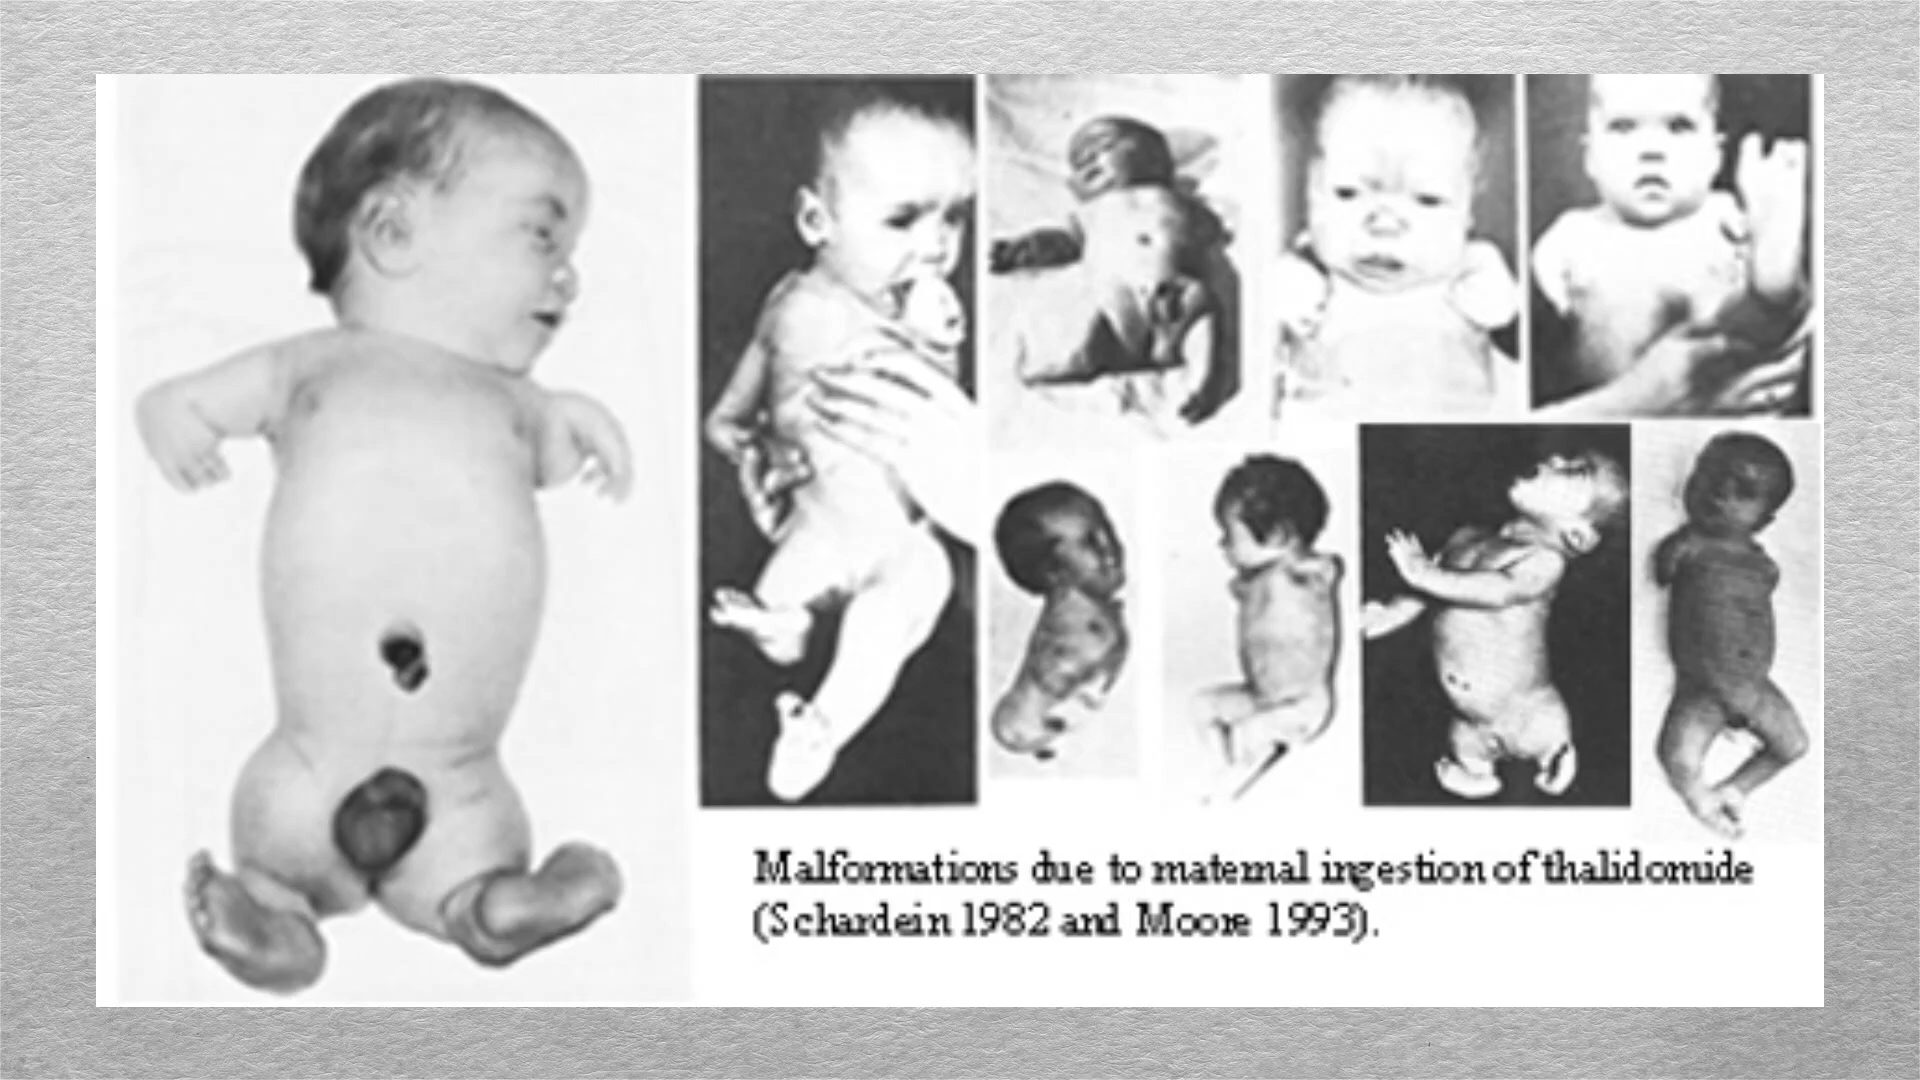 Malformations due to maternal ingestion of thalidomide
(Schardein 1982 and Moore 1993).